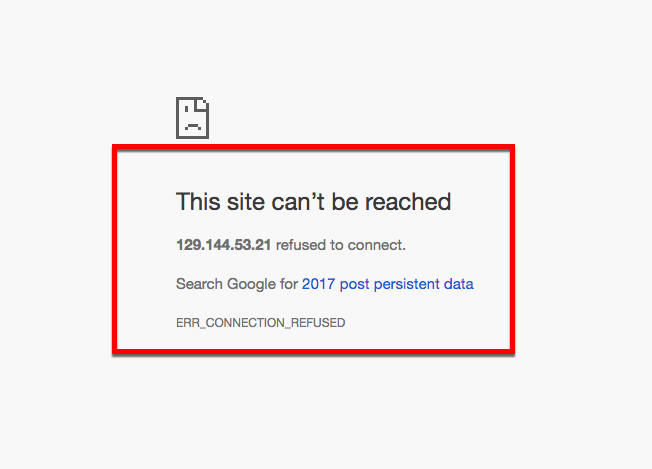 This site can’t be reached
129.144.53.21 refused to connect.
Search Google for 2017 post persistent data
ERR_CONNECTION_REFUSED